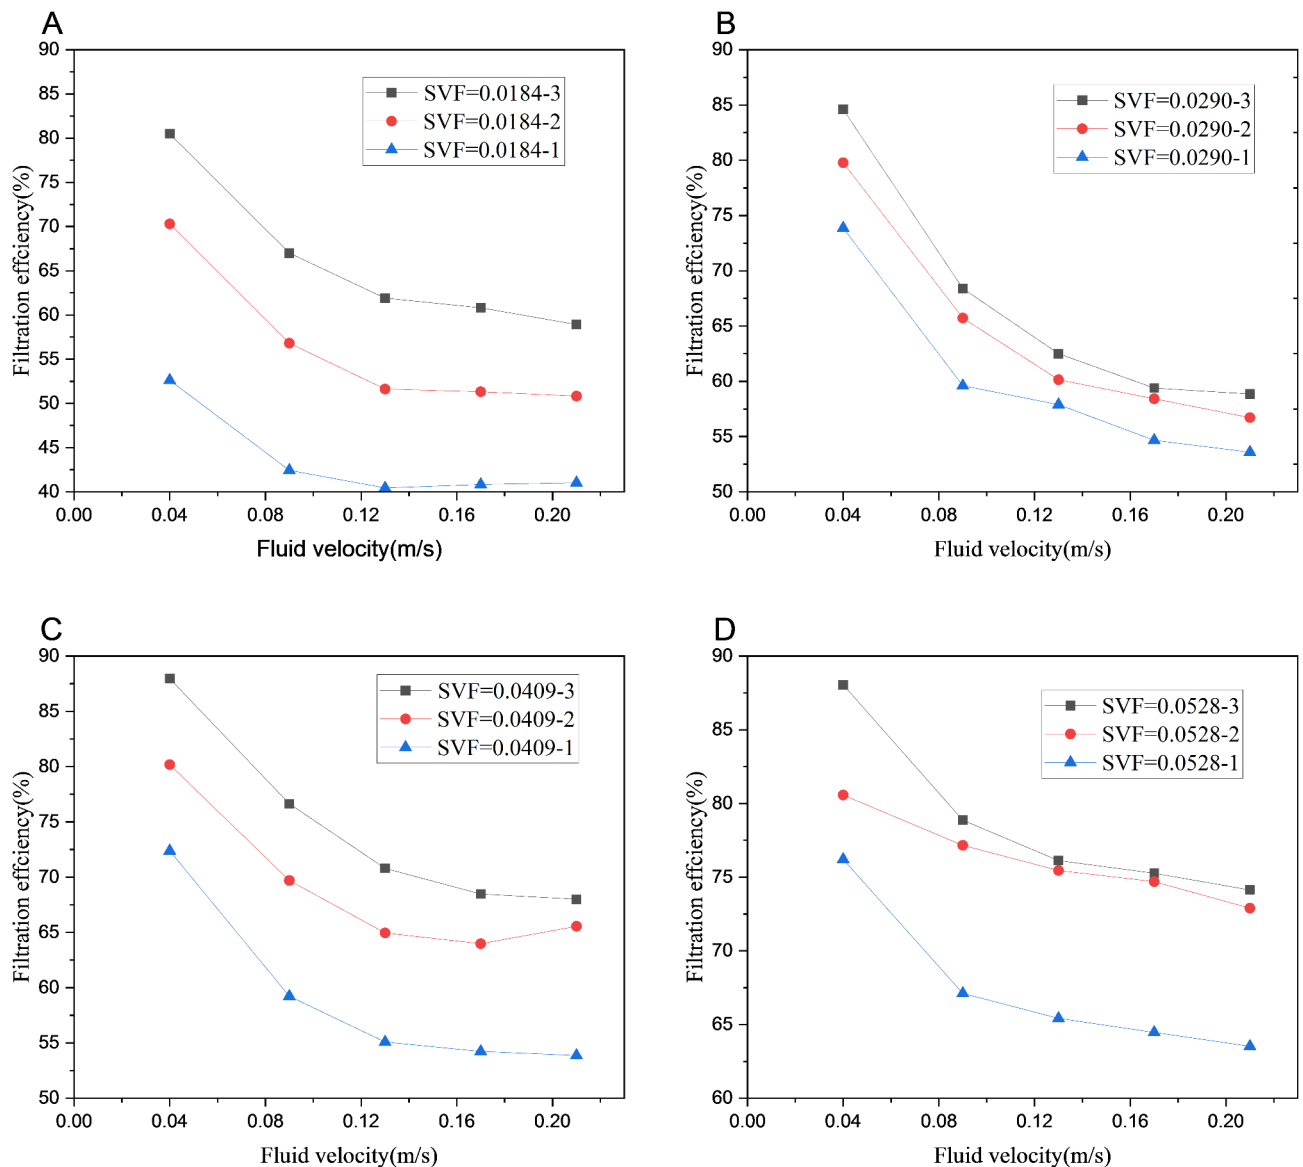 A
90
85
80
75
70
65
60
55
50
45
40
0.00 0.04 0.08 0.12 0.16 0.20
Filtration effciency(%)
Fluid velocity(m/s)
SVF=0.0184-3
SVF=0.0184-2
SVF=0.0184-1
B
90
85
80
75
70
65
60
55
50
0.00 0.04 0.08 0.12 0.16 0.20
Filtration effciency(%)
Fluid velocity(m/s)
SVF=0.0290-3
SVF=0.0290-2
SVF=0.0290-1
C
90
85
80
75
70
65
60
55
50
0.00 0.04 0.08 0.12 0.16 0.20
Filtration effciency(%)
Fluid velocity(m/s)
SVF=0.0409-3
SVF=0.0409-2
SVF=0.0409-1
D
90
85
80
75
70
65
60
0.00 0.04 0.08 0.12 0.16 0.20
Filtration effciency(%)
Fluid velocity(m/s)
SVF=0.0528-3
SVF=0.0528-2
SVF=0.0528-1